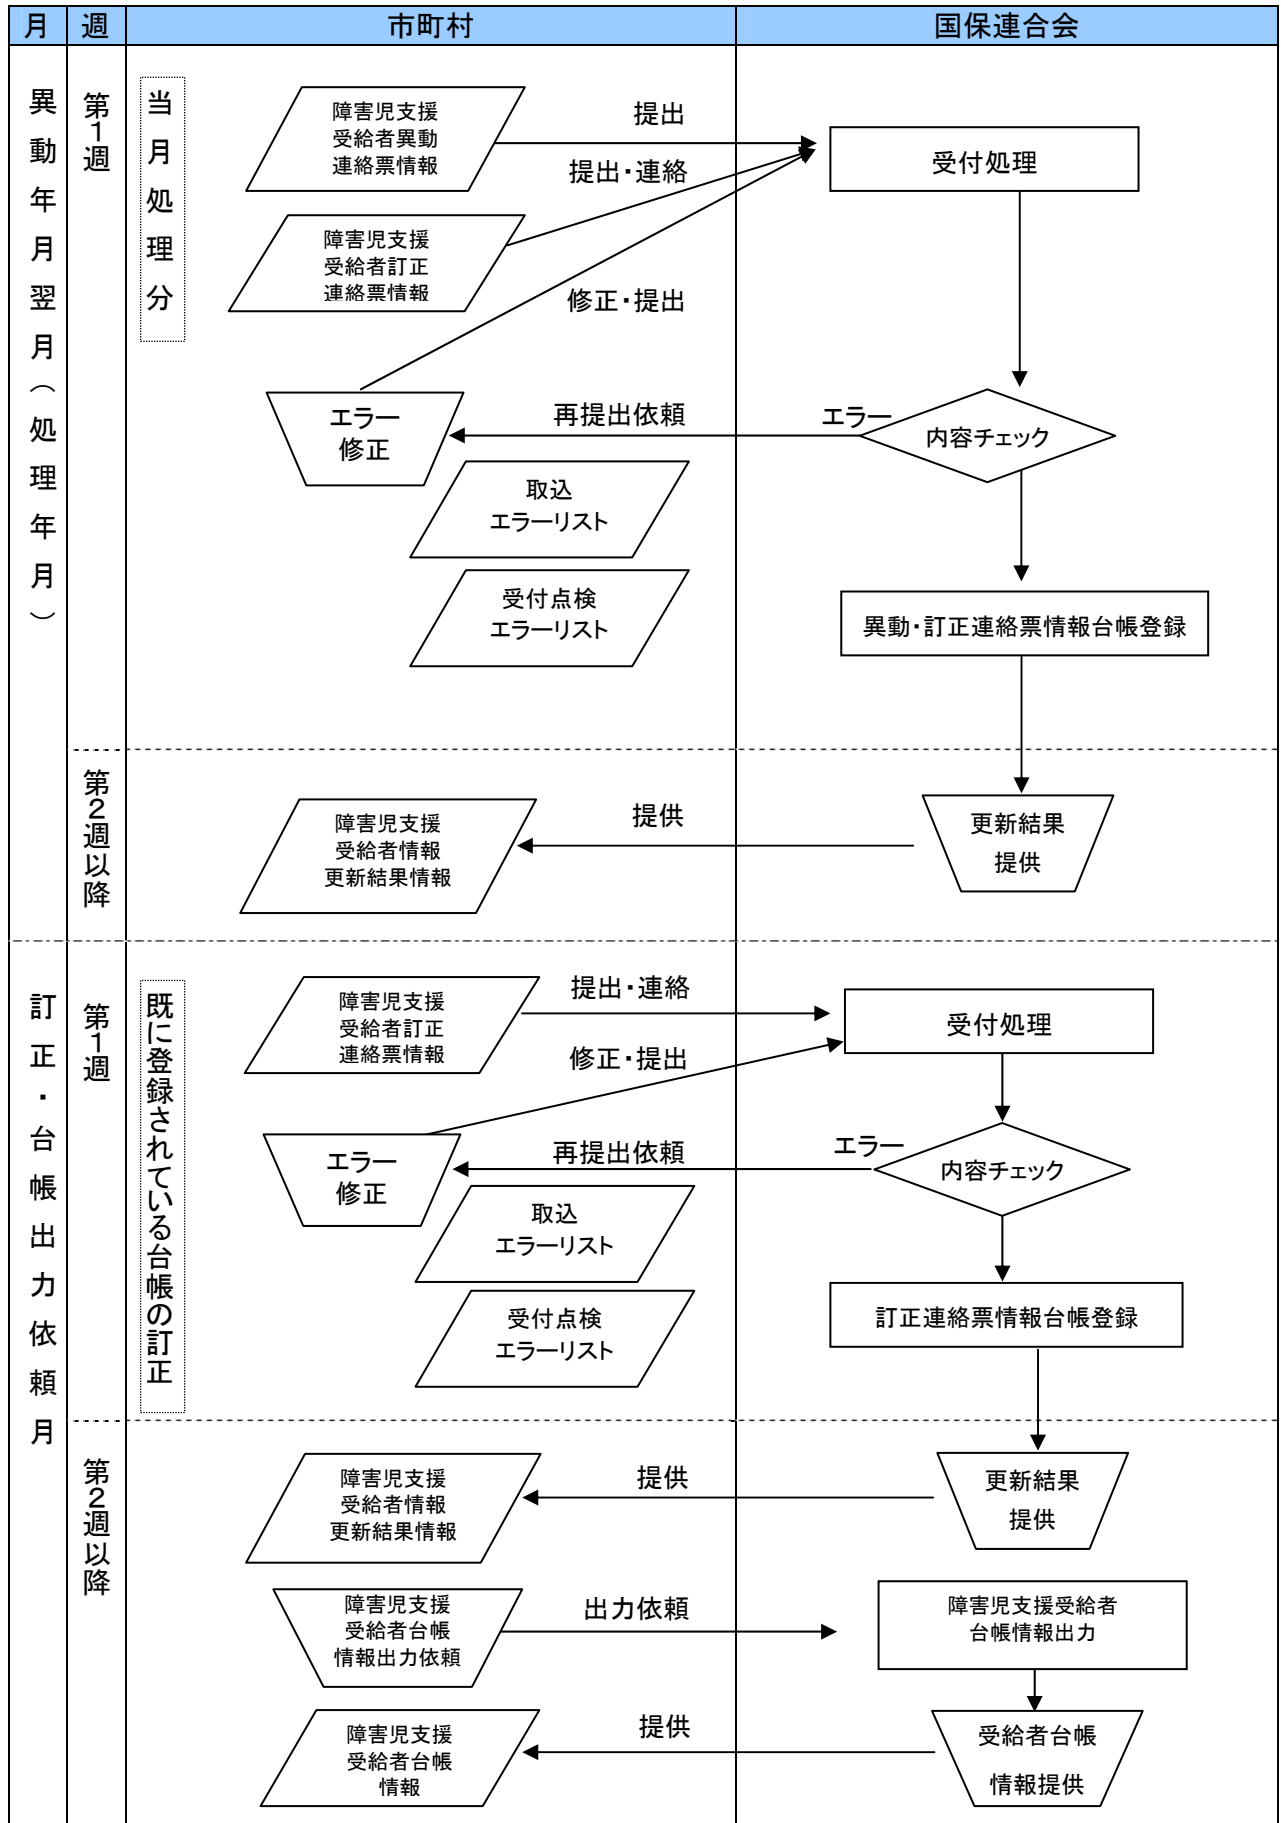 月
週
市町村
国保連合会
異動年月翌月（処理年月）
第1週
当月処理分
障害児支援
受給者異動
連絡票情報
提出
受付処理
提出・連絡
障害児支援
受給者訂正
連絡票情報
修正・提出
エラー
修正
再提出依頼
エラー
内容チェック
取込
エラーリスト
受付点検
エラーリスト
異動・訂正連絡票情報台帳登録
第2週以降
障害児支援
受給者情報
更新結果情報
提供
更新結果
提供
訂正・台帳出力依頼月
第1週
既に登録されている台帳の訂正
障害児支援
受給者訂正
連絡票情報
提出・連絡
受付処理
修正・提出
エラー
修正
再提出依頼
エラー
内容チェック
取込
エラーリスト
受付点検
エラーリスト
訂正連絡票情報台帳登録
第2週以降
障害児支援
受給者情報
更新結果情報
提供
更新結果
提供
障害児支援
受給者台帳
情報出力依頼
出力依頼
障害児支援受給者
台帳情報出力
障害児支援
受給者台帳
情報
提供
受給者台帳
情報提供